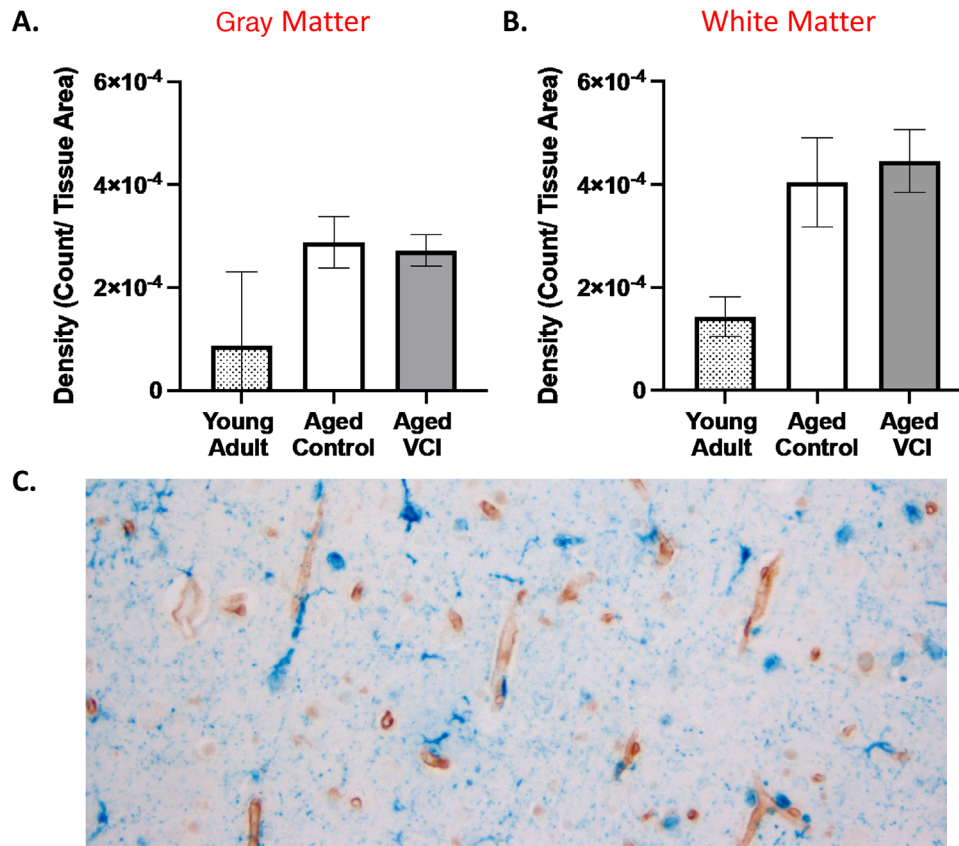 A.
Gray Matter
Density (Count/ Tissue Area)
6×10⁻⁴
4×10⁻⁴
2×10⁻⁴
0
Young
Adult
Aged
Control
Aged
VCI
B.
White Matter
Density (Count/ Tissue Area)
6×10⁻⁴
4×10⁻⁴
2×10⁻⁴
0
Young
Adult
Aged
Control
Aged
VCI
C.